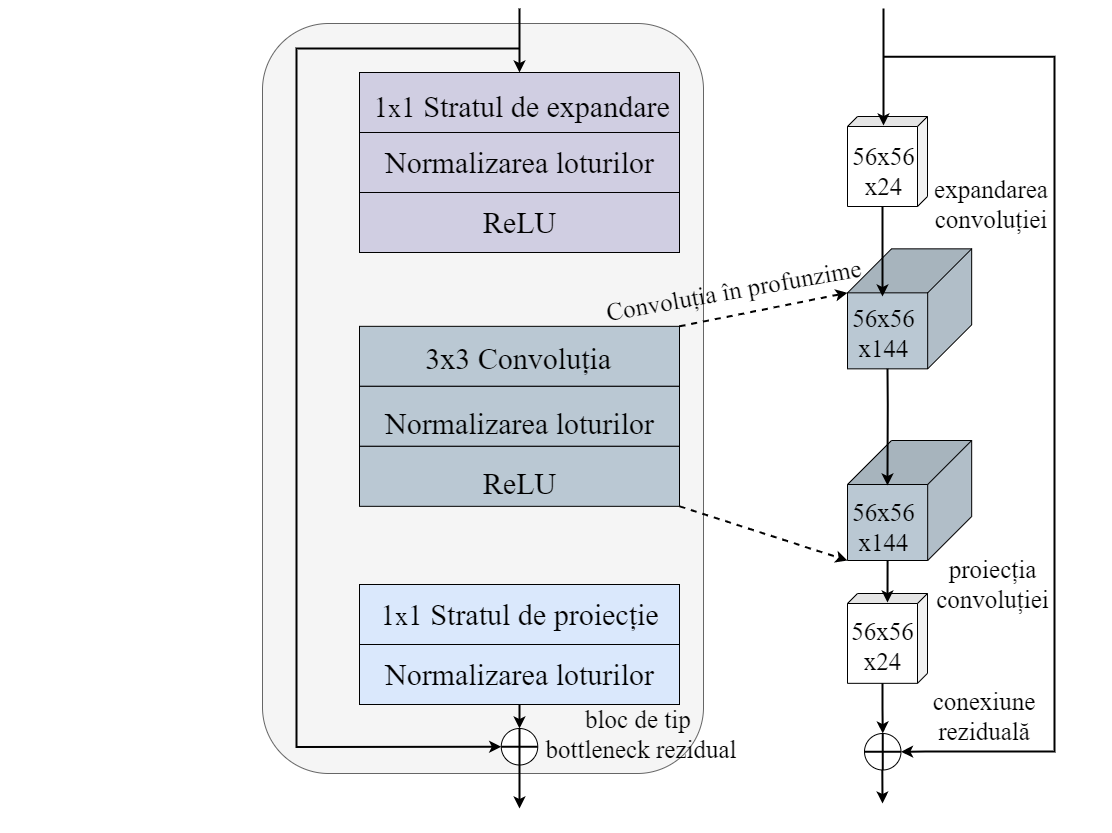 1x1 Stratul de expandare
Normalizarea loturilor
ReLU
Convoluția în profunzime
3x3 Convoluția
Normalizarea loturilor
ReLU
1x1 Stratul de proiecție
Normalizarea loturilor
bloc de tip
bottleneck rezidual
56x56
x24
expandarea
convoluției
56x56
x144
56x56
x144
proiecția
convoluției
56x56
x24
conexiune
reziduală